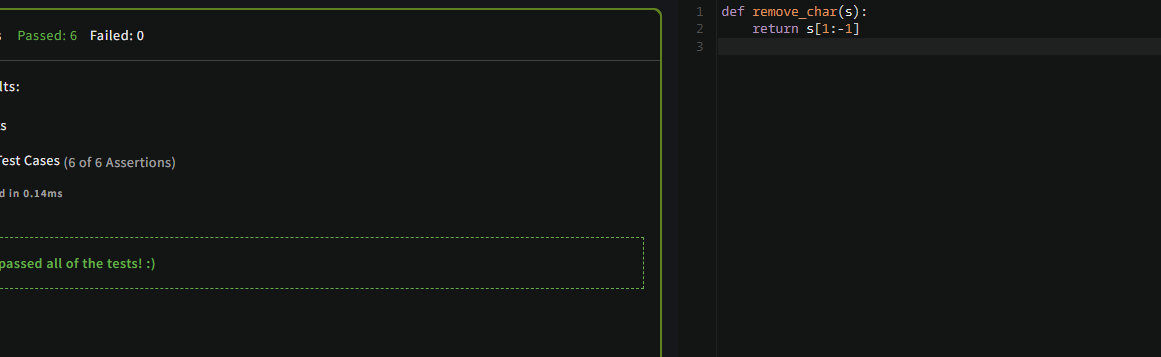 Passed: 6 Failed: 0
Test Cases (6 of 6 Assertions)
in 0.14ms
passed all of the tests! :)
1 def remove_char(s):
2 return s[1:-1]
3